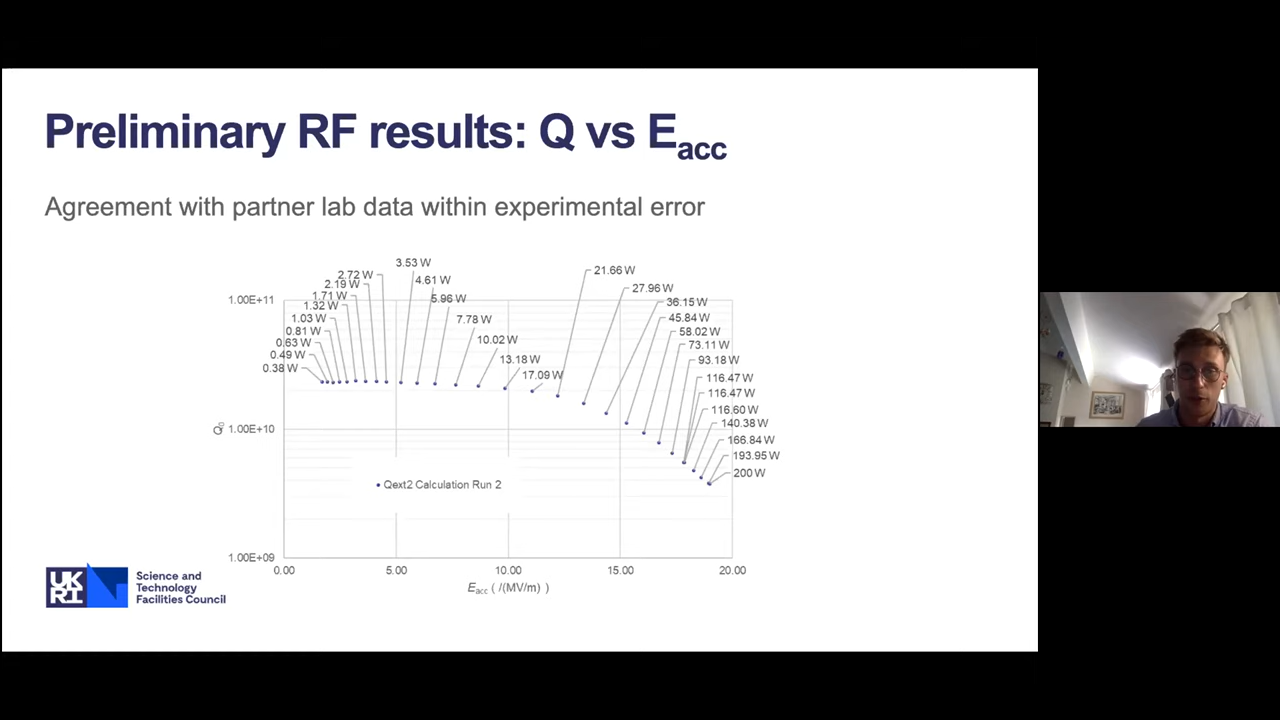 Preliminary RF results: Q vs Eacc
Agreement with partner lab data within experimental error
3.53 W
21.66 W
2.72 W
4.61 W
2.19 W
27.96 W
1.71 W
5.96 W
1.00E+11
36.15 W
1.32 W
1.03 W
7.78 W
45.84 W
0.81 W
58.02 W
0.63 W
10.02 W
73.11 W
0.49 W
13.18 W
93.18 W
0.38 W
17.09 W
116.47 W
116.47 W
116.60 W
140.38 W
Q0
1.00E+10
166.84 W
193.95 W
200 W
Qext2 Calculation Run 2
1.00E+09
0.00
5.00
10.00
15.00
20.00
Eacc ( /(MV/m) )
UK
RI
Science and
Technology
Facilities Council